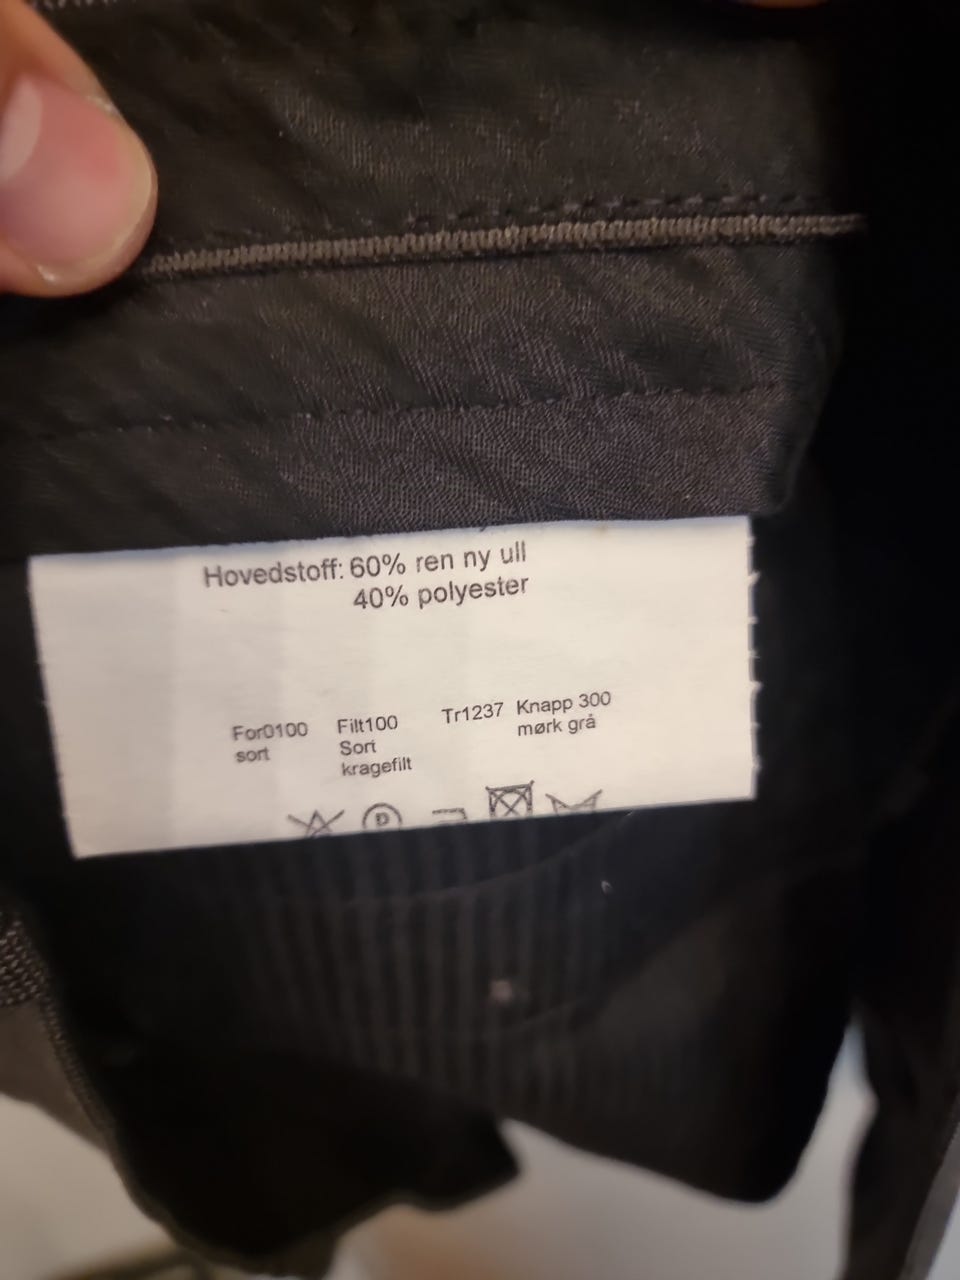 Hovedstoff: 60% ren ny ull
40% polyester
For0100 Filt100 Tr1237 Knapp 300
sort Sort mørk grå
kragefilt
P